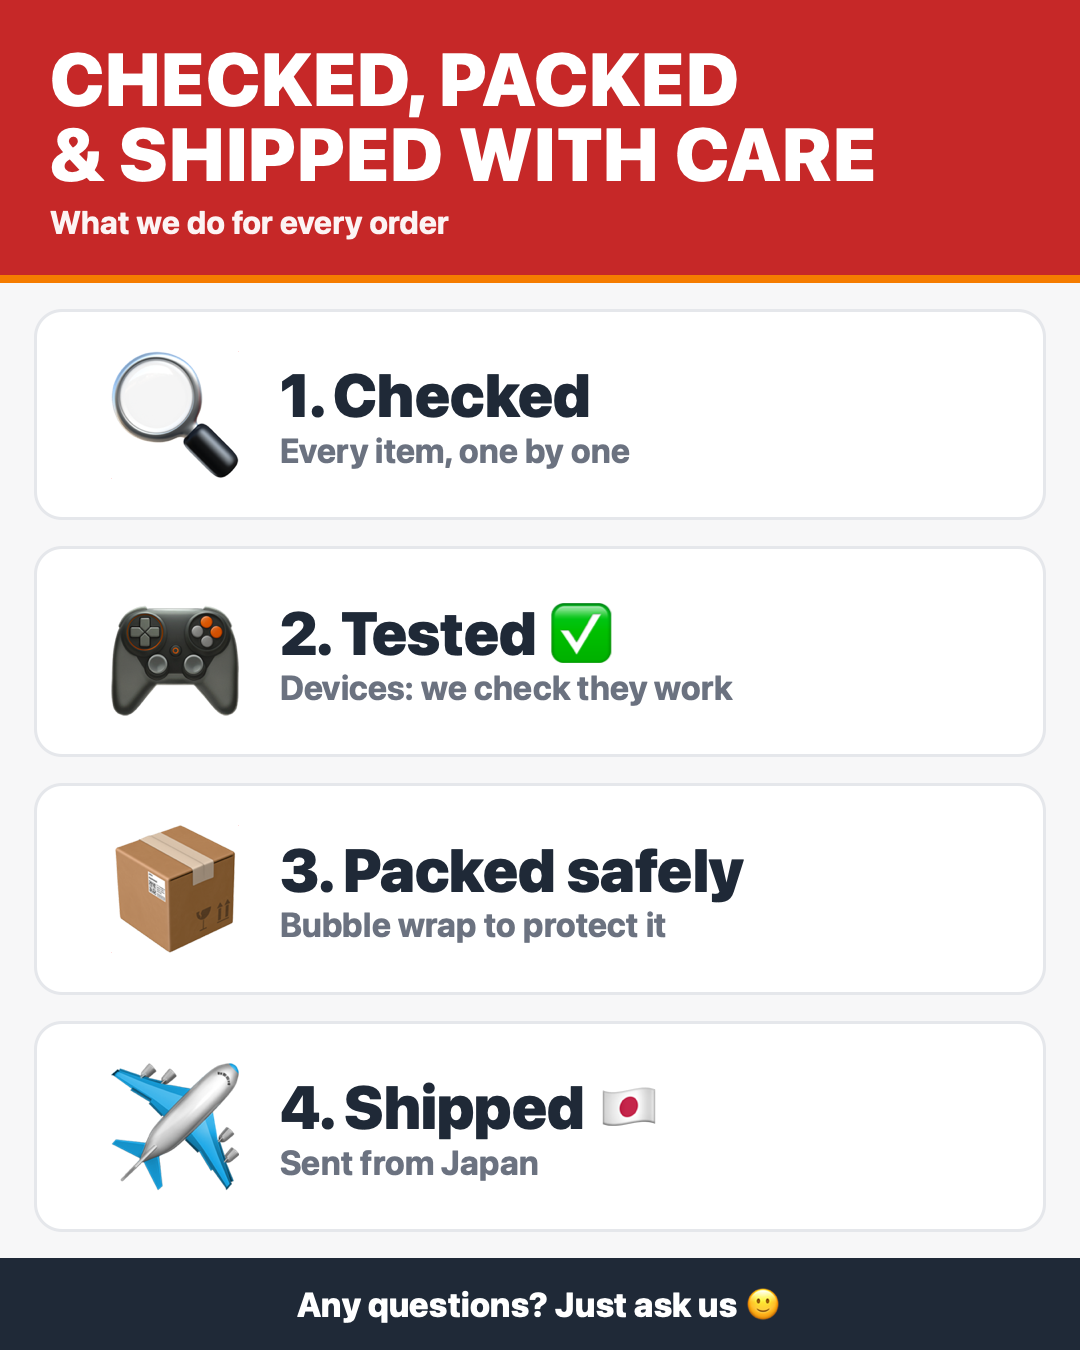 CHECKED, PACKED
& SHIPPED WITH CARE
What we do for every order
1. Checked
Every item, one by one
2. Tested ✅
Devices: we check they work
3. Packed safely
Bubble wrap to protect it
4. Shipped 🇯🇵
Sent from Japan
Any questions? Just ask us 🙂